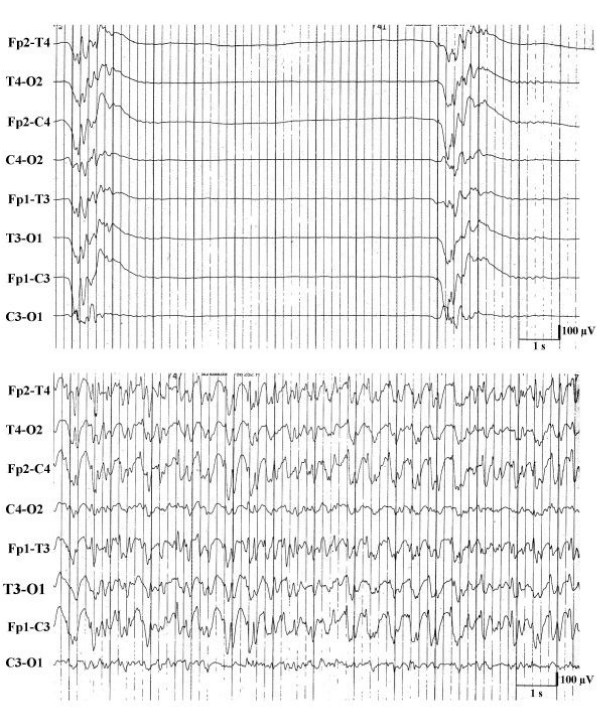 Fp2-T4
T4-O2
Fp2-C4
C4-O2
Fp1-T3
T3-O1
Fp1-C3
C3-O1
100 μV
1 s
Fp2-T4
T4-O2
Fp2-C4
C4-O2
Fp1-T3
T3-O1
Fp1-C3
C3-O1
100 μV
1 s